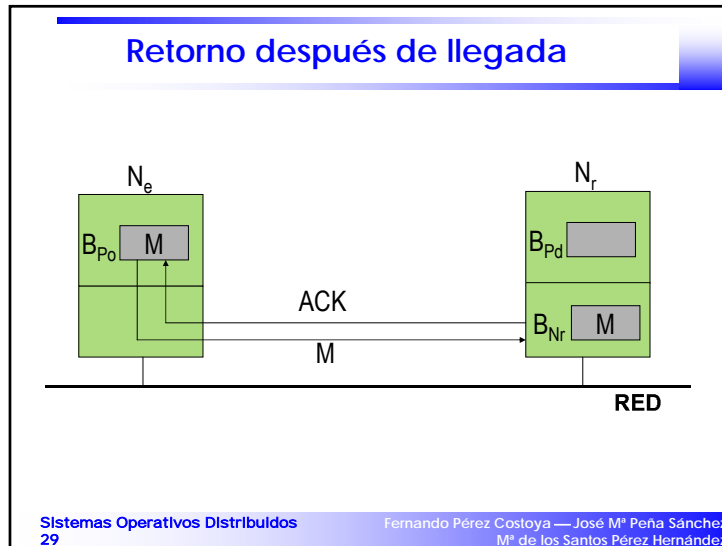 Retorno después de llegada
Ne
Nr
BPo
M
BPd
ACK
BNr
M
M
RED
Sistemas Operativos Distribuidos
29
Fernando Pérez Costoya — José Mª Peña Sánchez
Mª de los Santos Pérez Hernández